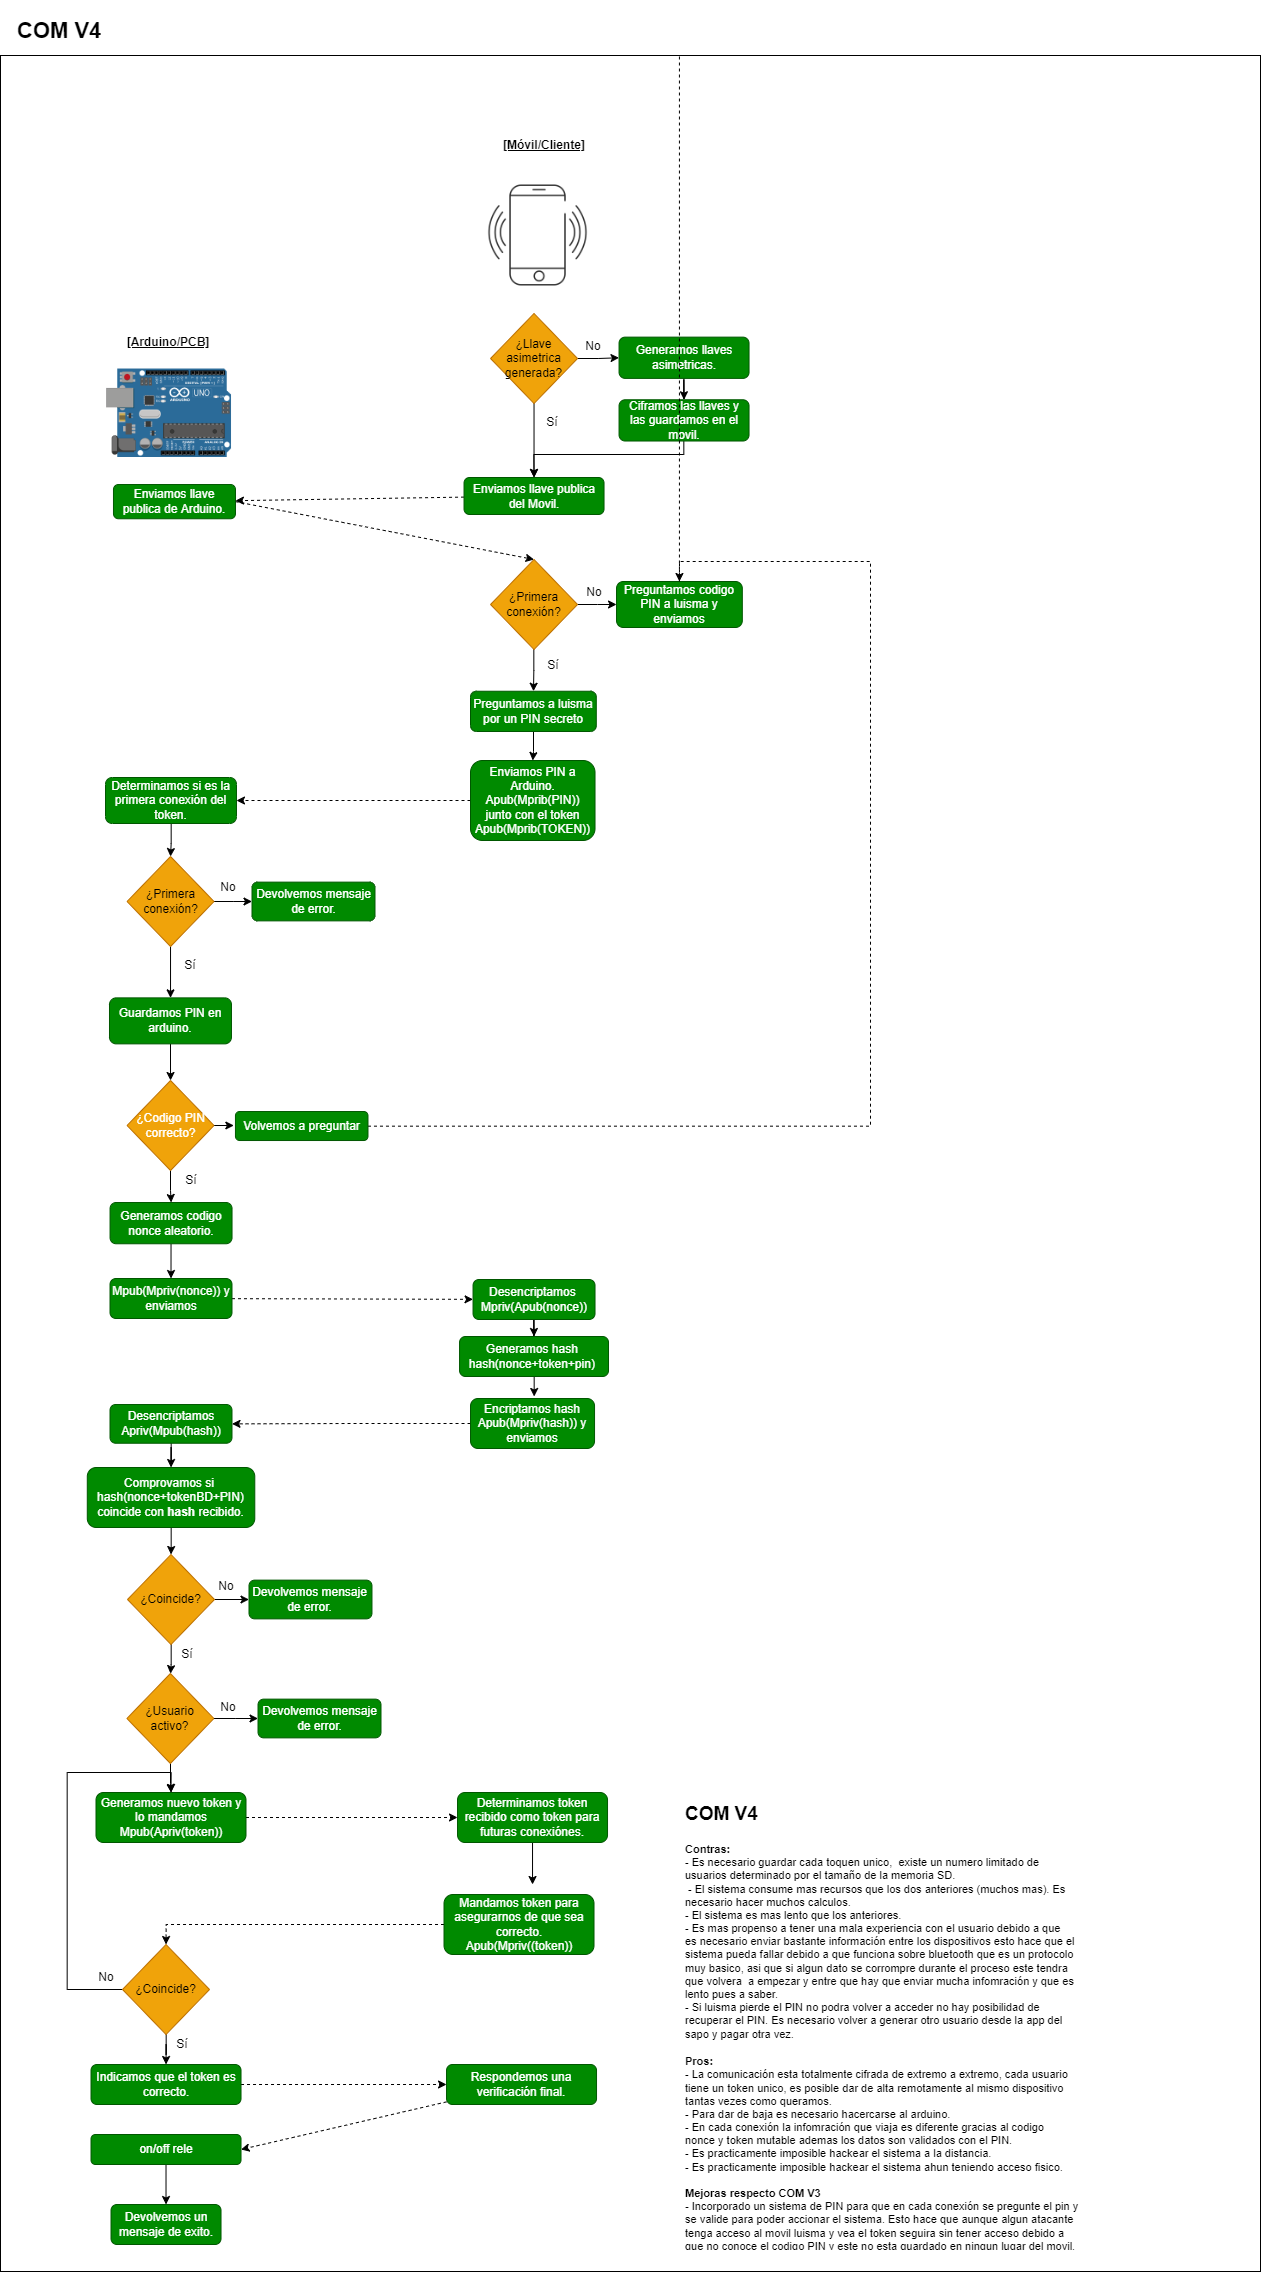 COM V4
[Móvil/Cliente]
[Arduino/PCB]
UNO
ARDUINO
¿Llave
asimetrica
generada?
No
Generamos llaves
asimetricas.
Ciframos las llaves y
las guardamos en el
movil.
Sí
Enviamos llave publica
del Movil.
Enviamos llave
publica de Arduino.
¿Primera
conexión?
No
Preguntamos codigo
PIN a luisma y
enviamos
Sí
Preguntamos a luisma
por un PIN secreto
Enviamos PIN a
Arduino.
Apub(Mprib(PIN))
junto con el token
Apub(Mprib(TOKEN))
Determinamos si es la
primera conexión del
token.
¿Primera
conexión?
No
Devolvemos mensaje
de error.
Sí
Guardamos PIN en
arduino.
¿Codigo PIN
correcto?
Volvemos a preguntar
Sí
Generamos codigo
nonce aleatorio.
Mpub(Mpriv(nonce)) y
enviamos
Desencriptamos
Mpriv(Apub(nonce))
Generamos hash
hash(nonce+token+pin)
Encriptamos hash
Apub(Mpriv(hash)) y
enviamos
Desencriptamos
Apriv(Mpub(hash))
Comprovamos si
hash(nonce+tokenBD+PIN)
coincide con hash recibido.
¿Coincide?
No
Devolvemos mensaje
de error.
Sí
¿Usuario
activo?
No
Devolvemos mensaje
de error.
Generamos nuevo token y
lo mandamos
Mpub(Apriv(token))
Determinamos token
recibido como token para
futuras conexiónes.
Mandamos token para
asegurarnos de que sea
correcto.
Apub(Mpriv((token))
No
¿Coincide?
Sí
Indicamos que el token es
correcto.
Respondemos una
verificación final.
on/off rele
Devolvemos un
mensaje de exito.
COM V4
Contras:
- Es necesario guardar cada toquen unico,  existe un numero limitado de
usuarios determinado por el tamaño de la memoria SD.
- El sistema consume mas recursos que los dos anteriores (muchos mas). Es
necesario hacer muchos calculos.
- El sistema es mas lento que los anteriores.
- Es mas propenso a tener una mala experiencia con el usuario debido a que
es necesario enviar bastante información entre los dispositivos esto hace que el
sistema pueda fallar debido a que funciona sobre bluetooth que es un protocolo
muy basico, asi que si algun dato se corrompre durante el proceso este tendra
que volvera  a empezar y entre que hay que enviar mucha infomración y que es
lento pues a saber.
- Si luisma pierde el PIN no podra volver a acceder no hay posibilidad de
recuperar el PIN. Es necesario volver a generar otro usuario desde la app del
sapo y pagar otra vez.
Pros:
- La comunicación esta totalmente cifrada de extremo a extremo, cada usuario
tiene un token unico, es posible dar de alta remotamente al mismo dispositivo
tantas vezes como queramos.
- Para dar de baja es necesario hacercarse al arduino.
- En cada conexión la infomración que viaja es diferente gracias al codigo
nonce y token mutable ademas los datos son validados con el PIN.
- Es practicamente imposible hackear el sistema a la distancia.
- Es practicamente imposible hackear el sistema ahun teniendo acceso fisico.
Mejoras respecto COM V3
- Incorporado un sistema de PIN para que en cada conexión se pregunte el pin y
se valide para poder accionar el sistema. Esto hace que aunque algun atacante
tenga acceso al movil luisma y vea el token seguira sin tener acceso debido a
que no conoce el codigo PIN y este no esta guardado en ningun lugar del movil.